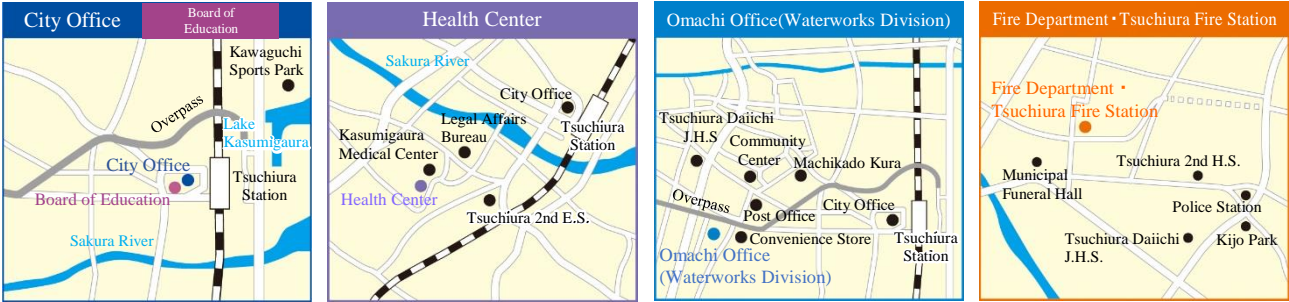 City Office
Board of
Education
Kawaguchi
Sports Park
Overpass
Lake
Kasumigaura
City Office
Tsuchiura
Station
Board of Education
Sakura River
Health Center
Sakura River
City Office
Legal Affairs
Bureau
Tsuchiura
Station
Kasumigaura
Medical Center
Health Center
Tsuchiura 2nd E.S.
Omachi Office(Waterworks Division)
Tsuchiura Daiichi
J.H.S
Community
Center
Machikado Kura
Overpass
Post Office
City Office
Convenience Store
Tsuchiura
Station
Omachi Office
(Waterworks Division)
Fire Department・Tsuchiura Fire Station
Fire Department・
Tsuchiura Fire Station
Tsuchiura 2nd H.S.
Municipal
Funeral Hall
Police Station
Tsuchiura Daiichi
J.H.S.
Kijo Park